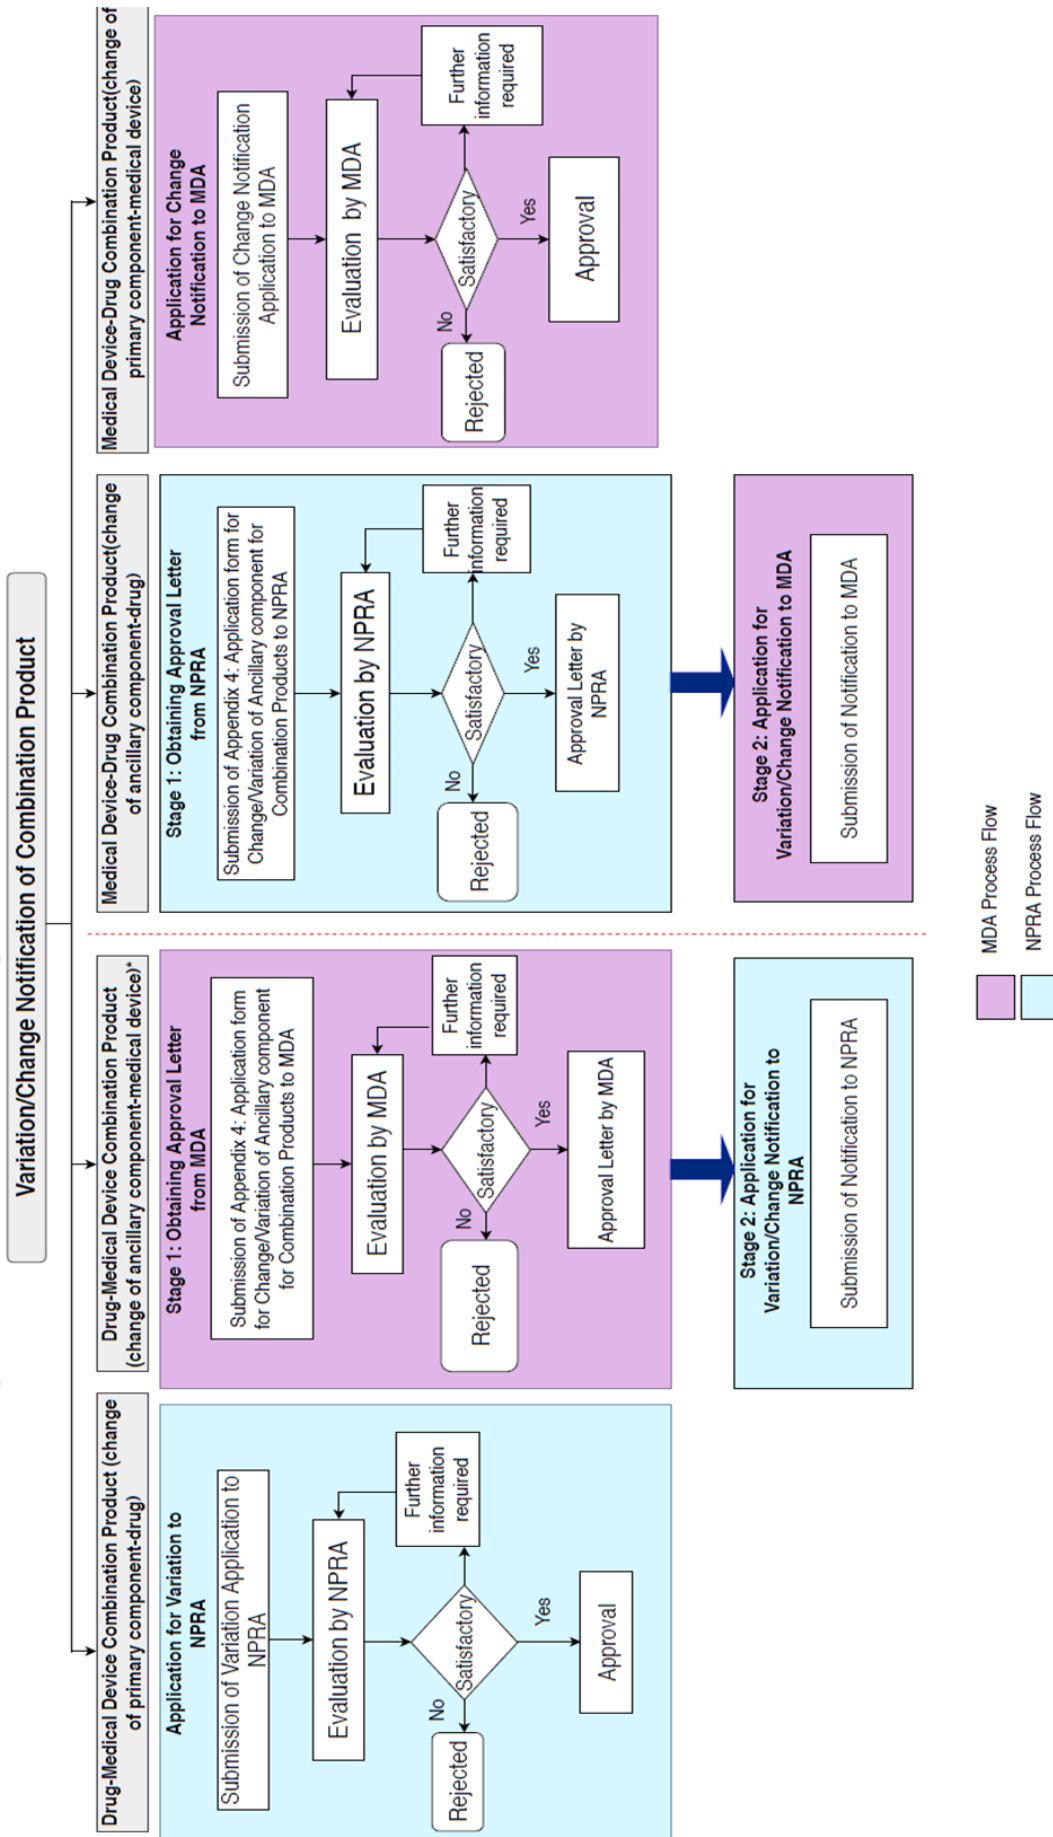 Variation/Change Notification of Combination Product
Drug-Medical Device Combination Product (change
of primary component-drug)
Application for Variation to
NPRA
Submission of Variation Application to
NPRA
Evaluation by NPRA
Further
information
required
Satisfactory
No
Rejected
Yes
Approval
Drug-Medical Device Combination Product
(change of ancillary component-medical device)*
Stage 1: Obtaining Approval Letter
from MDA
Submission of Appendix 4: Application form
for Change/Variation of Ancillary component
for Combination Products to MDA
Evaluation by MDA
Further
information
required
Satisfactory
No
Rejected
Yes
Approval Letter by MDA
Stage 2: Application for
Variation/Change Notification to
NPRA
Submission of Notification to NPRA
Medical Device-Drug Combination Product(change
of ancillary component-drug)
Stage 1: Obtaining Approval Letter
from NPRA
Submission of Appendix 4: Application form for
Change/Variation of Ancillary component for
Combination Products to NPRA
Evaluation by NPRA
Further
information
required
Satisfactory
No
Rejected
Yes
Approval Letter by
NPRA
Stage 2: Application for
Variation/Change Notification to MDA
Submission of Notification to MDA
Medical Device-Drug Combination Product(change of
primary component-medical device)
Application for Change
Notification to MDA
Submission of Change Notification
Application to MDA
Evaluation by MDA
Further
information
required
Satisfactory
No
Rejected
Yes
Approval
MDA Process Flow
NPRA Process Flow